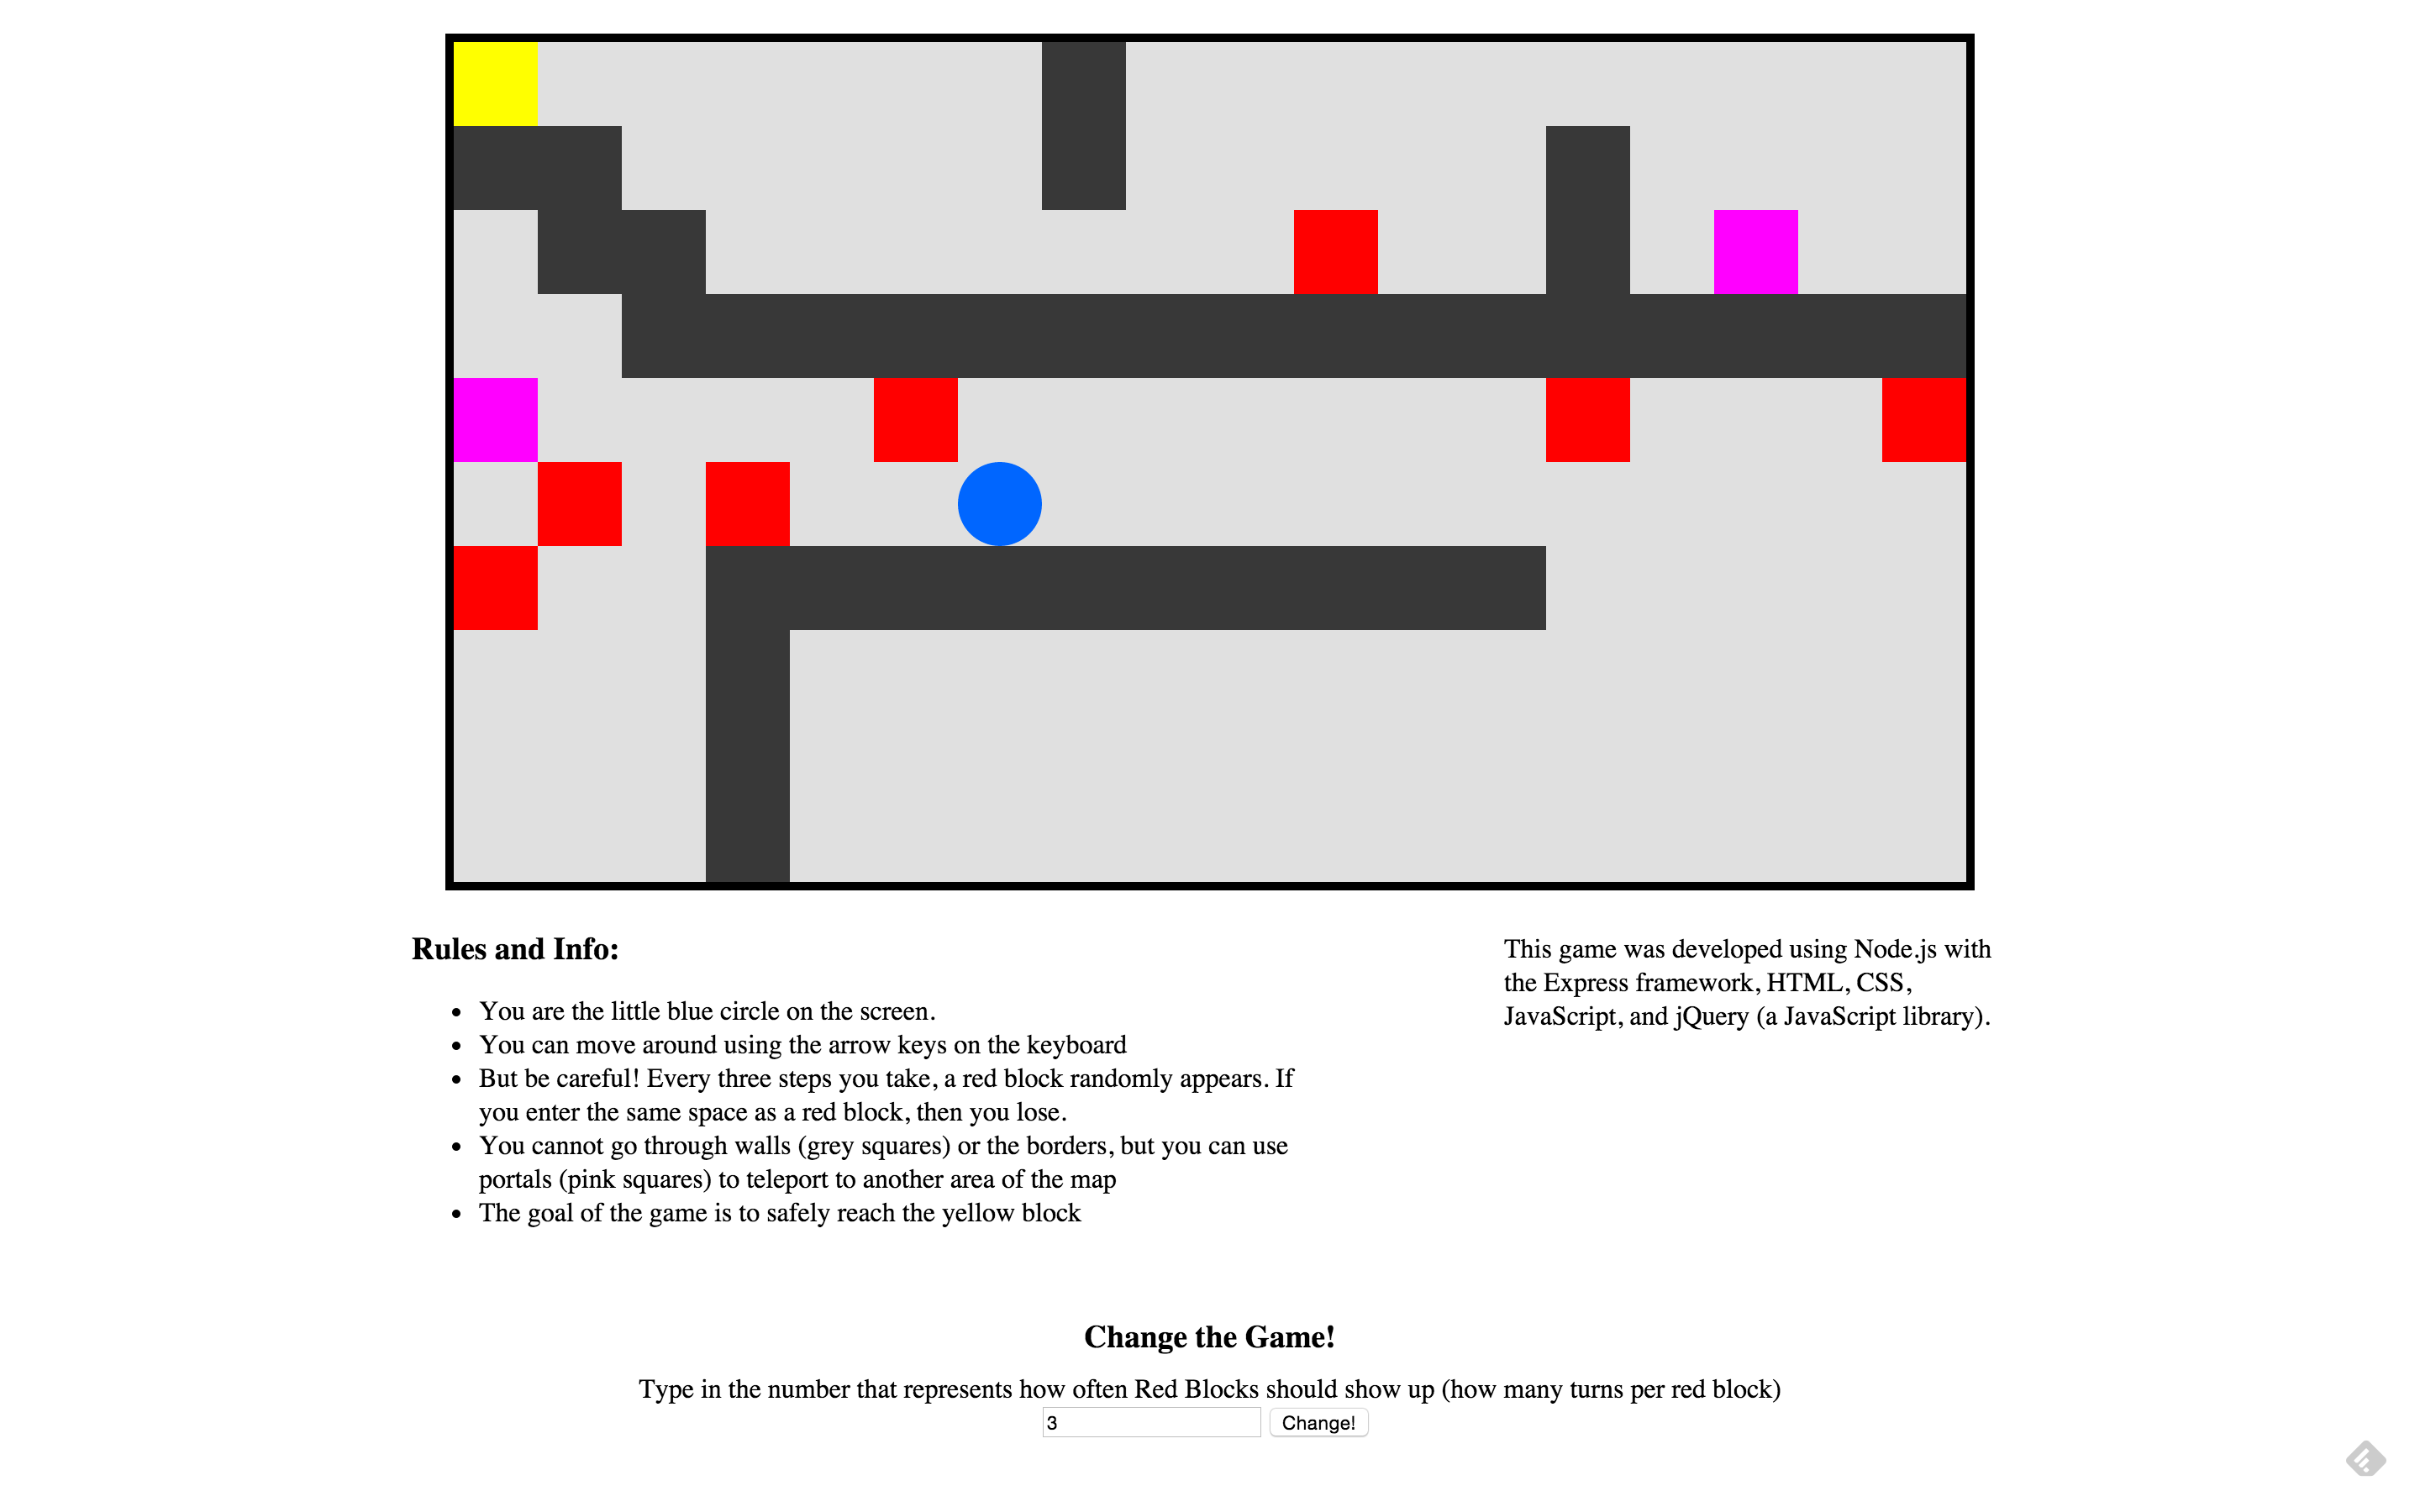 Rules and Info:
This game was developed using Node.js with
the Express framework, HTML, CSS,
JavaScript, and jQuery (a JavaScript library).
You are the little blue circle on the screen.
You can move around using the arrow keys on the keyboard
But be careful! Every three steps you take, a red block randomly appears. If
you enter the same space as a red block, then you lose.
You cannot go through walls (grey squares) or the borders, but you can use
portals (pink squares) to teleport to another area of the map
The goal of the game is to safely reach the yellow block
Change the Game!
Type in the number that represents how often Red Blocks should show up (how many turns per red block)
3 Change!